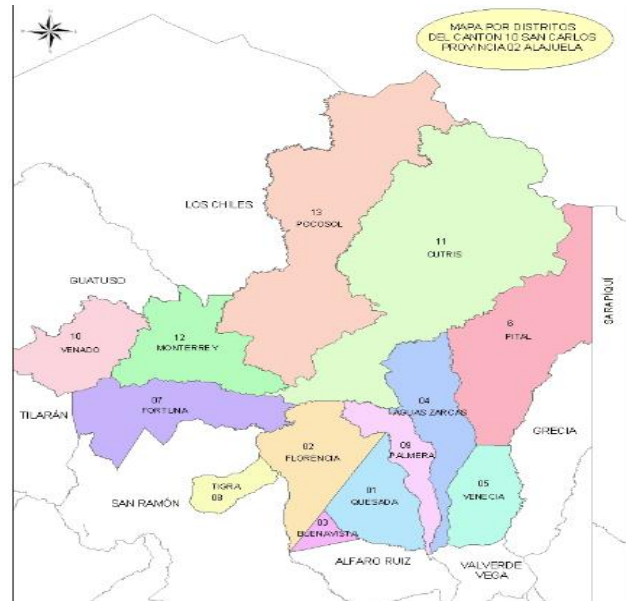 MAPA POR DISTRITOS
DEL CANTON 10 SAN CARLOS
PROVINCIA 02 ALAJUELA
LOS CHILES
13
POCOSOL
11
CUTRIS
GUATUSO
SARAPIQUÍ
10
VENADO
12
MONTERREY
6
PITAL
TILARÁN
07
FORTUNA
04
AGUAS ZARCAS
GRECIA
02
FLORENCIA
09
PALMERA
TIGRA
08
01
QUESADA
05
VENECIA
SAN RAMÓN
03
BUENAVISTA
ALFARO RUIZ
VALVERDE
VEGA